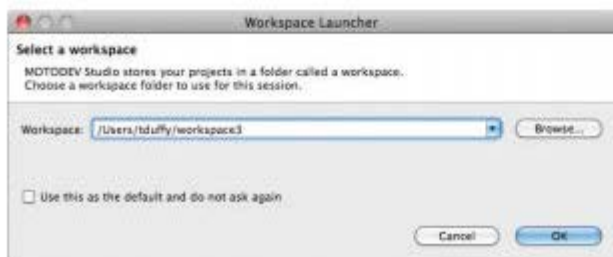 Workspace Launcher
Select a workspace
MOTODEV Studio stores your projects in a folder called a workspace.
Choose a workspace folder to use for this session.
Workspace: /Users/tduffy/workspace3 Browse...
Use this as the default and do not ask again
Cancel OK